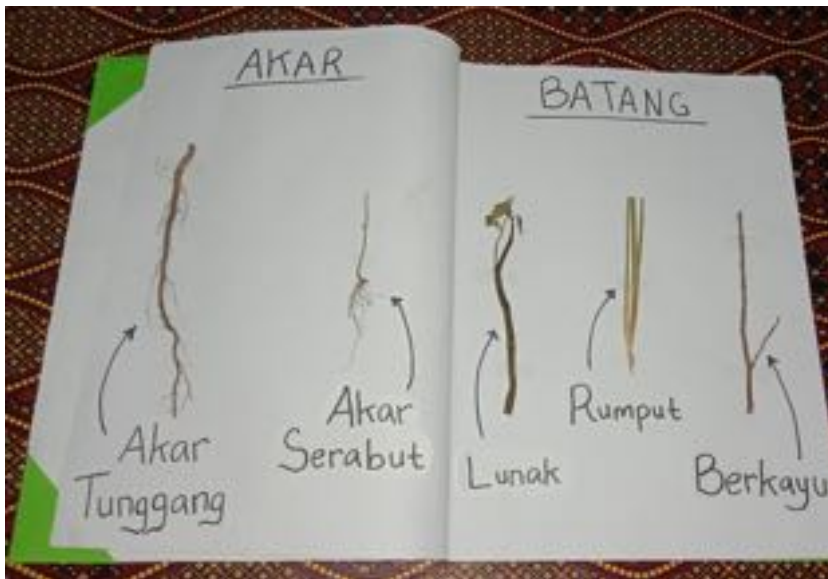 AKAR
Akar
Tunggang
Akar
Serabut
BATANG
Lunak
Rumput
Berkayu